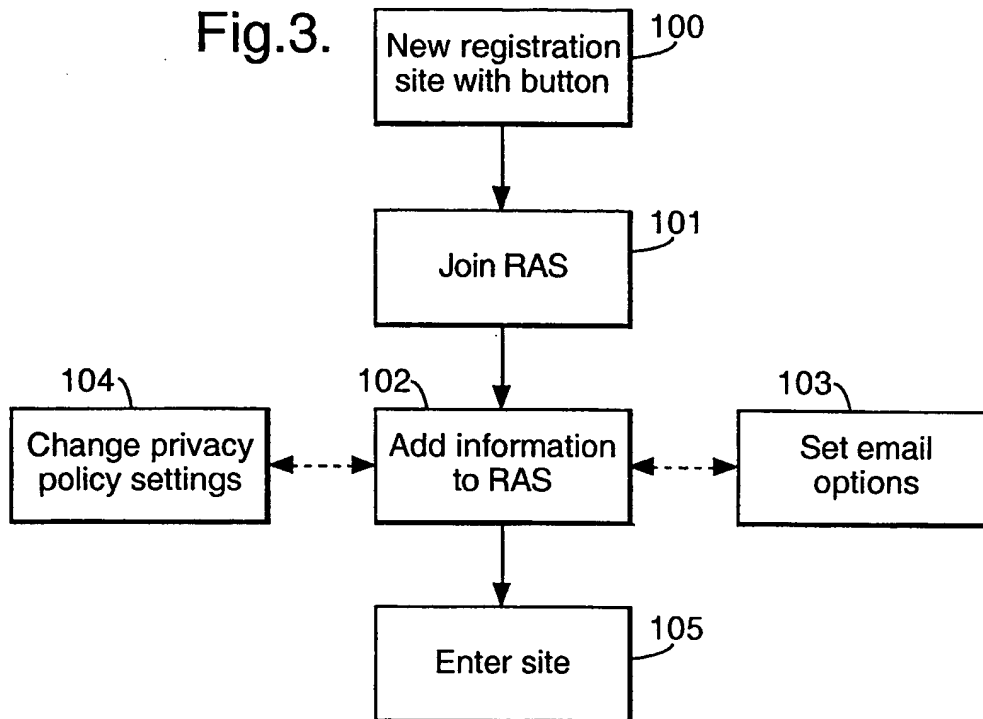 Fig.3.
New registration
site with button
100
Join RAS
101
104
Change privacy
policy settings
102
Add information
to RAS
103
Set email
options
Enter site
105